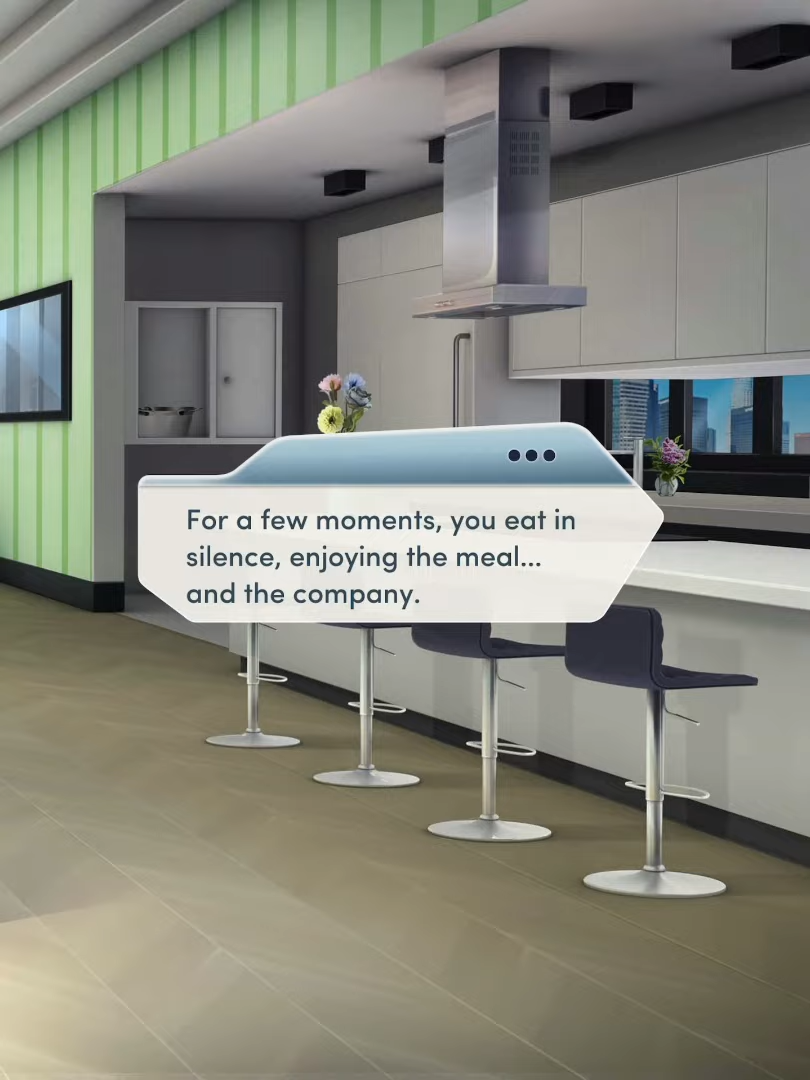 For a few moments, you eat in
silence, enjoying the meal...
and the company.